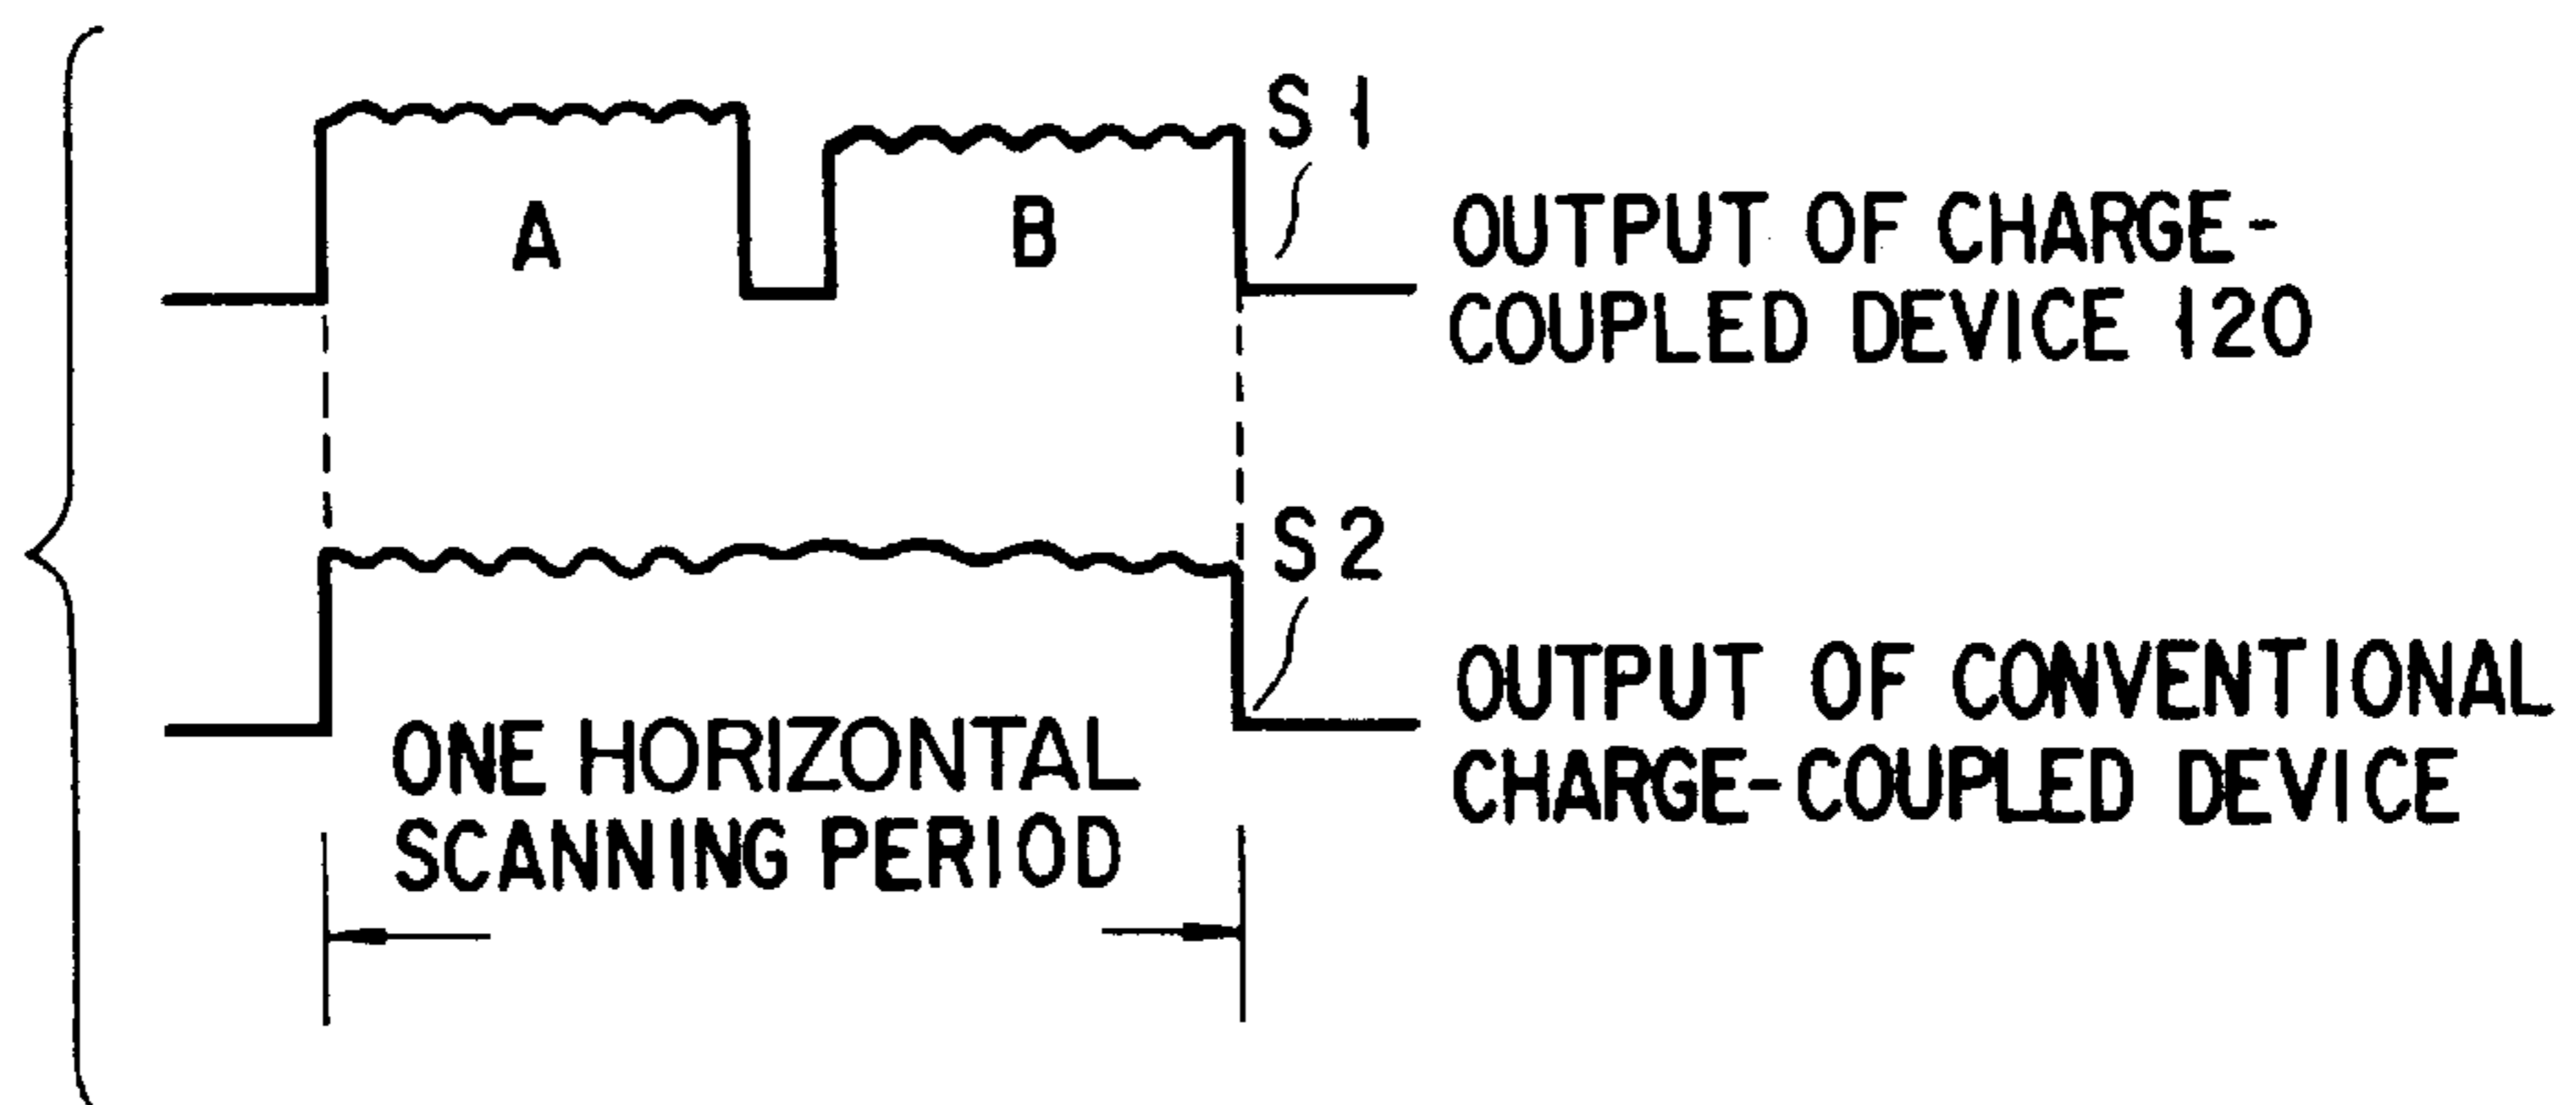 S1
A
B
OUTPUT OF CHARGE-
COUPLED DEVICE 120
S2
OUTPUT OF CONVENTIONAL
CHARGE-COUPLED DEVICE
ONE HORIZONTAL
SCANNING PERIOD